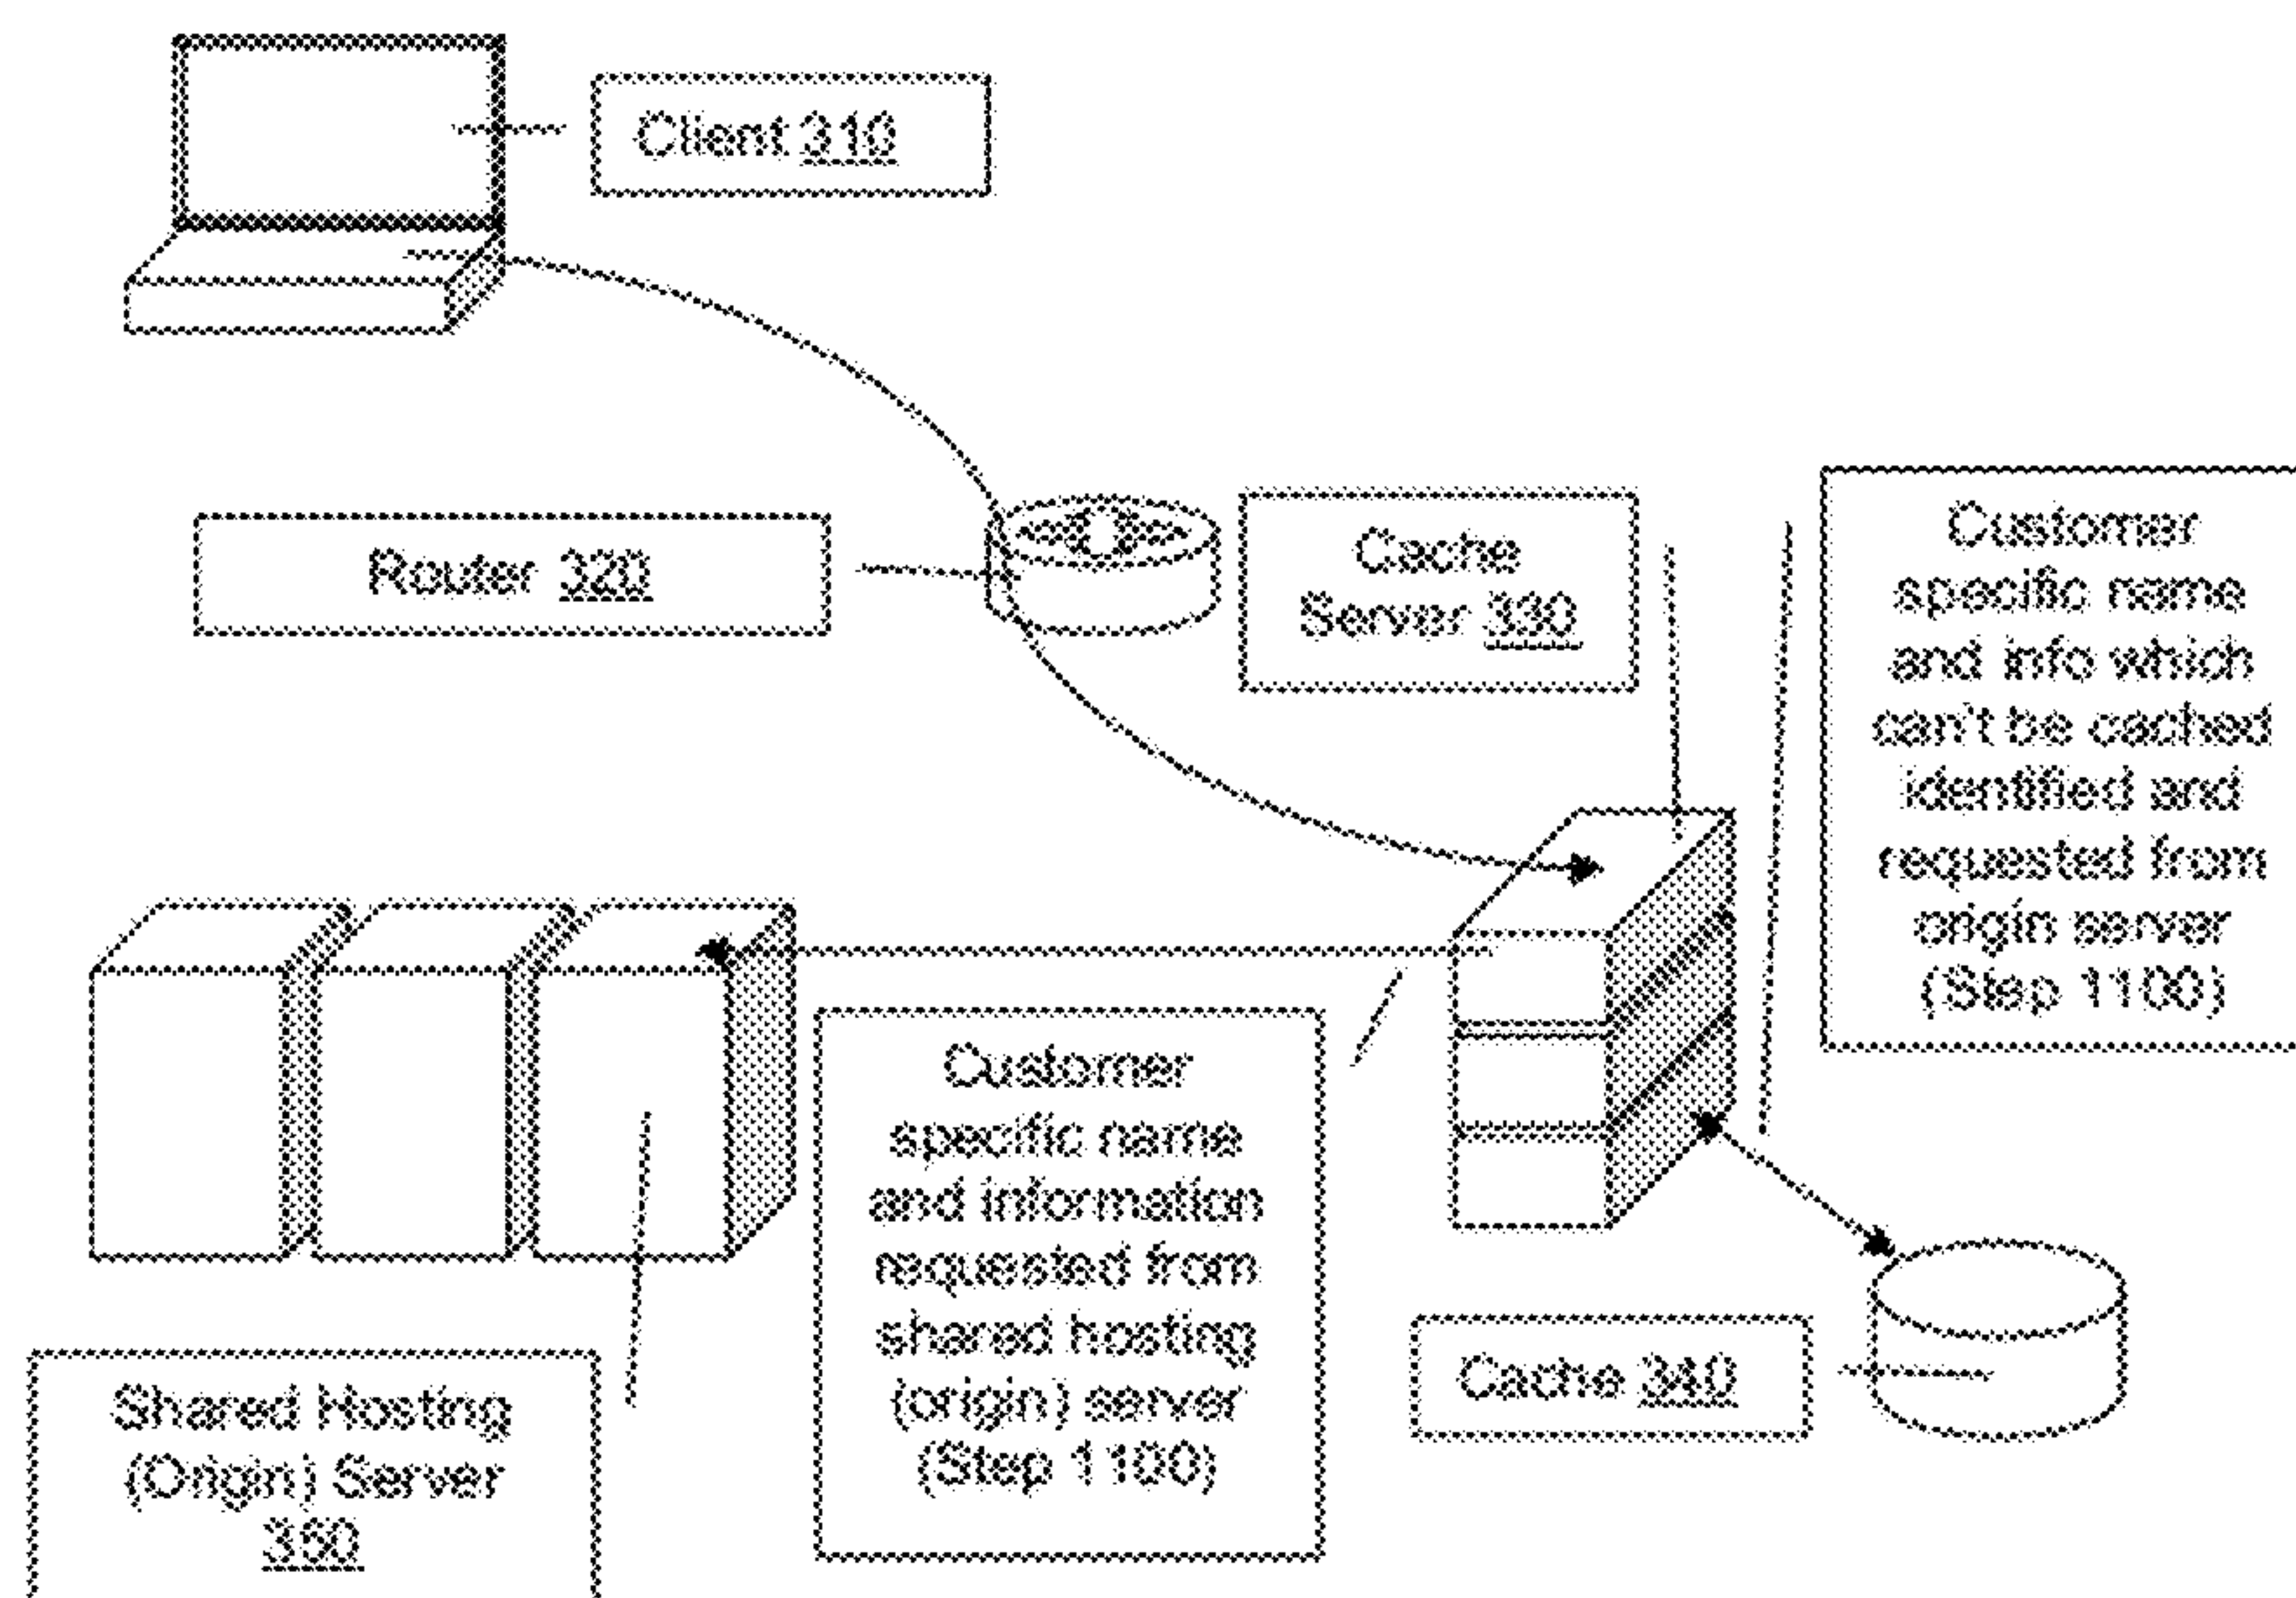 Client 310
Router 320
Cache
Server 330
Customer
specific name
and info which
can't be cached
identified and
requested from
origin server
(Step 1100)
Customer
specific name
and information
requested from
shared hosting
(origin) server
(Step 1100)
Cache 340
Shared Hosting
(Origin) Server
350